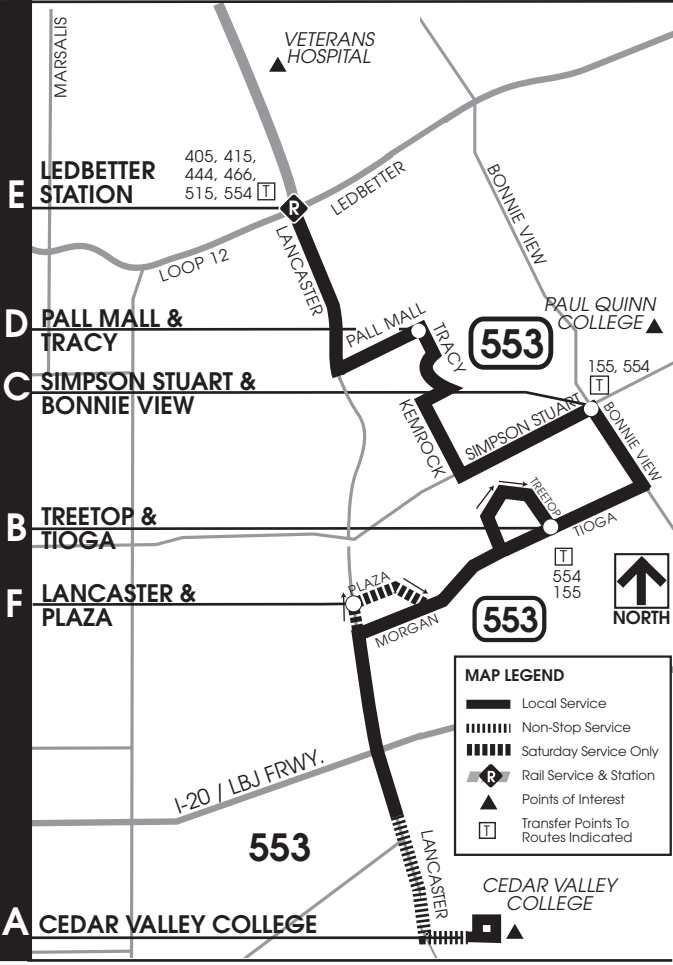 MARSALIS
VETERANS
HOSPITAL
405, 415,
444, 466,
515, 554 T
E
LEDBETTER
STATION
R
LEDBETTER
BONNIE VIEW
LOOP 12
LANCASTER
PAUL QUINN
COLLEGE
D
PALL MALL &
TRACY
PALL MALL
TRACY
553
155, 554
T
C
SIMPSON STUART &
BONNIE VIEW
KEMROCK
SIMPSON STUART
BONNIE VIEW
TREETOP
B
TREETOP &
TIOGA
TIOGA
T
554
155
F
LANCASTER &
PLAZA
PLAZA
MORGAN
553
NORTH
MAP LEGEND
Local Service
Non-Stop Service
Saturday Service Only
R Rail Service & Station
Points of Interest
T Transfer Points To
Routes Indicated
I-20 / LBJ FRWY.
553
LANCASTER
CEDAR VALLEY
COLLEGE
A
CEDAR VALLEY COLLEGE